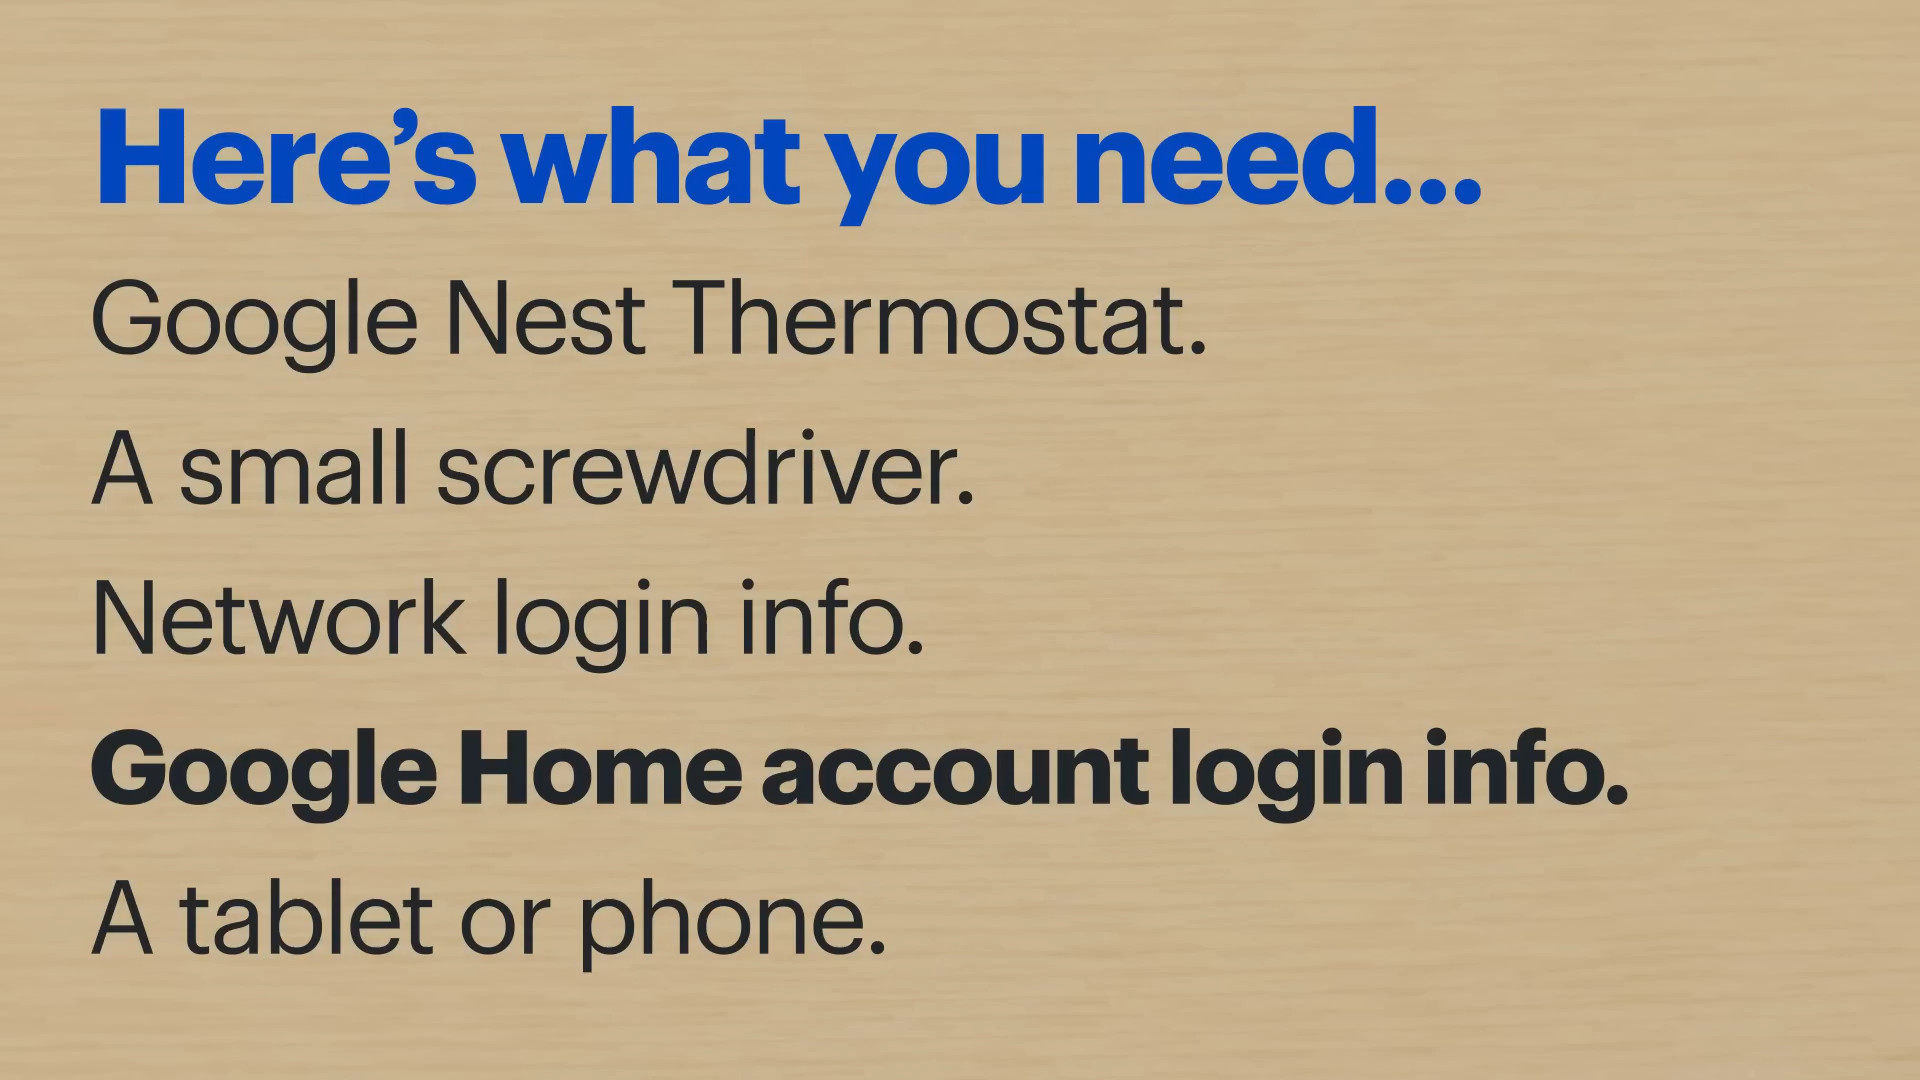 Here’s what you need...
Google Nest Thermostat.
A small screwdriver.
Network login info.
Google Home account login info.
A tablet or phone.